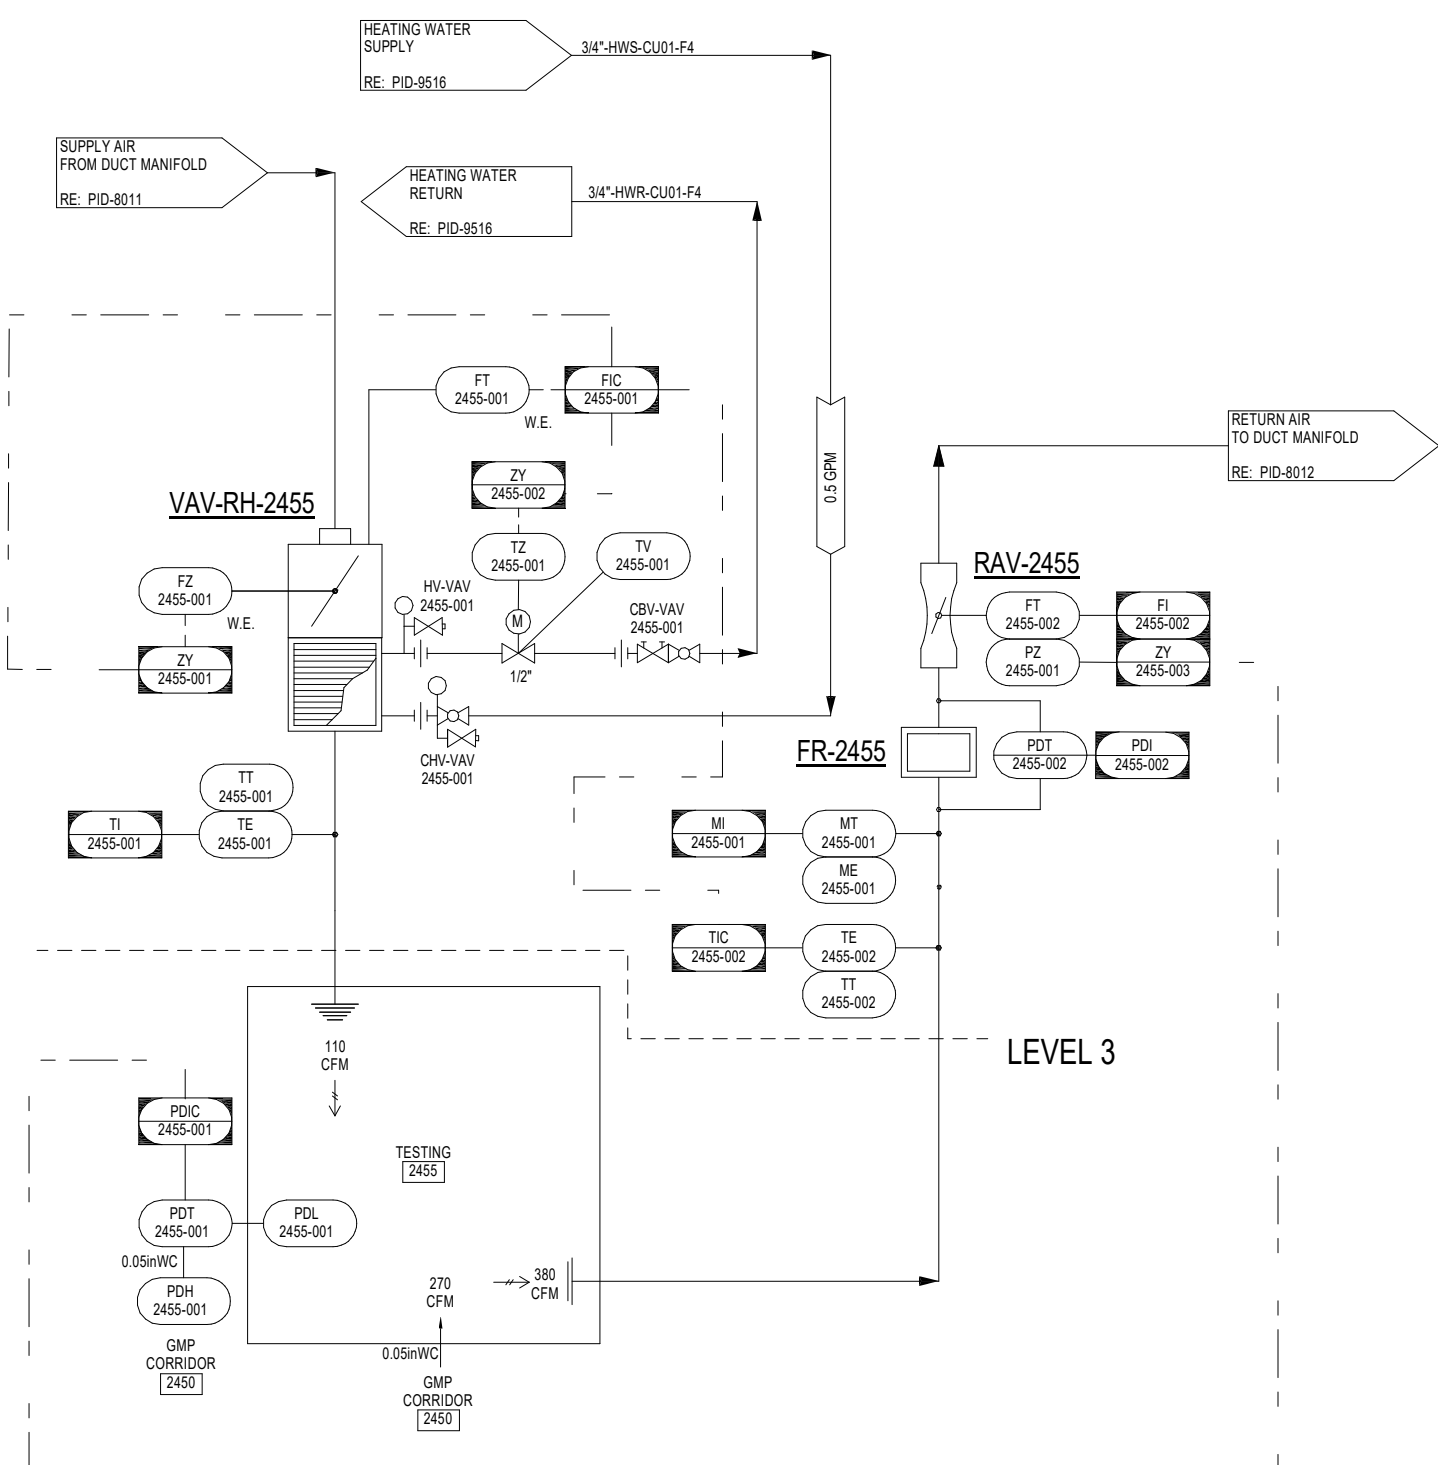 HEATING WATER
SUPPLY
RE: PID-9516
3/4"-HWS-CU01-F4
SUPPLY AIR
FROM DUCT MANIFOLD
RE: PID-8011
HEATING WATER
RETURN
RE: PID-9516
3/4"-HWR-CU01-F4
FT
2455-001
W.E.
FIC
2455-001
RETURN AIR
TO DUCT MANIFOLD
RE: PID-8012
0.5 GPM
ZY
2455-002
VAV-RH-2455
TZ
2455-001
TV
2455-001
RAV-2455
FZ
2455-001
W.E.
HV-VAV
2455-001
M
CBV-VAV
2455-001
FT
2455-002
FI
2455-002
ZY
2455-001
1/2"
PZ
2455-001
ZY
2455-003
CHV-VAV
2455-001
FR-2455
PDT
2455-002
PDI
2455-002
TT
2455-001
TI
2455-001
TE
2455-001
MI
2455-001
MT
2455-001
ME
2455-001
TIC
2455-002
TE
2455-002
TT
2455-002
LEVEL 3
110
CFM
PDIC
2455-001
TESTING
2455
PDT
2455-001
PDL
2455-001
0.05inWC
PDH
2455-001
270
CFM
380
CFM
GMP
CORRIDOR
2450
0.05inWC
GMP
CORRIDOR
2450